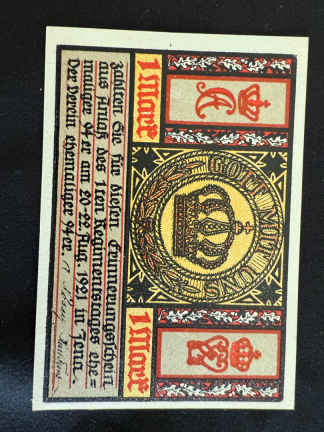 1 Mark
GOTT MIT UNS
1 Mark
Zahlen Sie für diesen Erinnerungsschein
aus Anlaß des 1ten Regimentstages ehe=
maliger 94 er am 20-22. Aug. 1921 in Jena.
Der Verein ehemaliger 94 er.